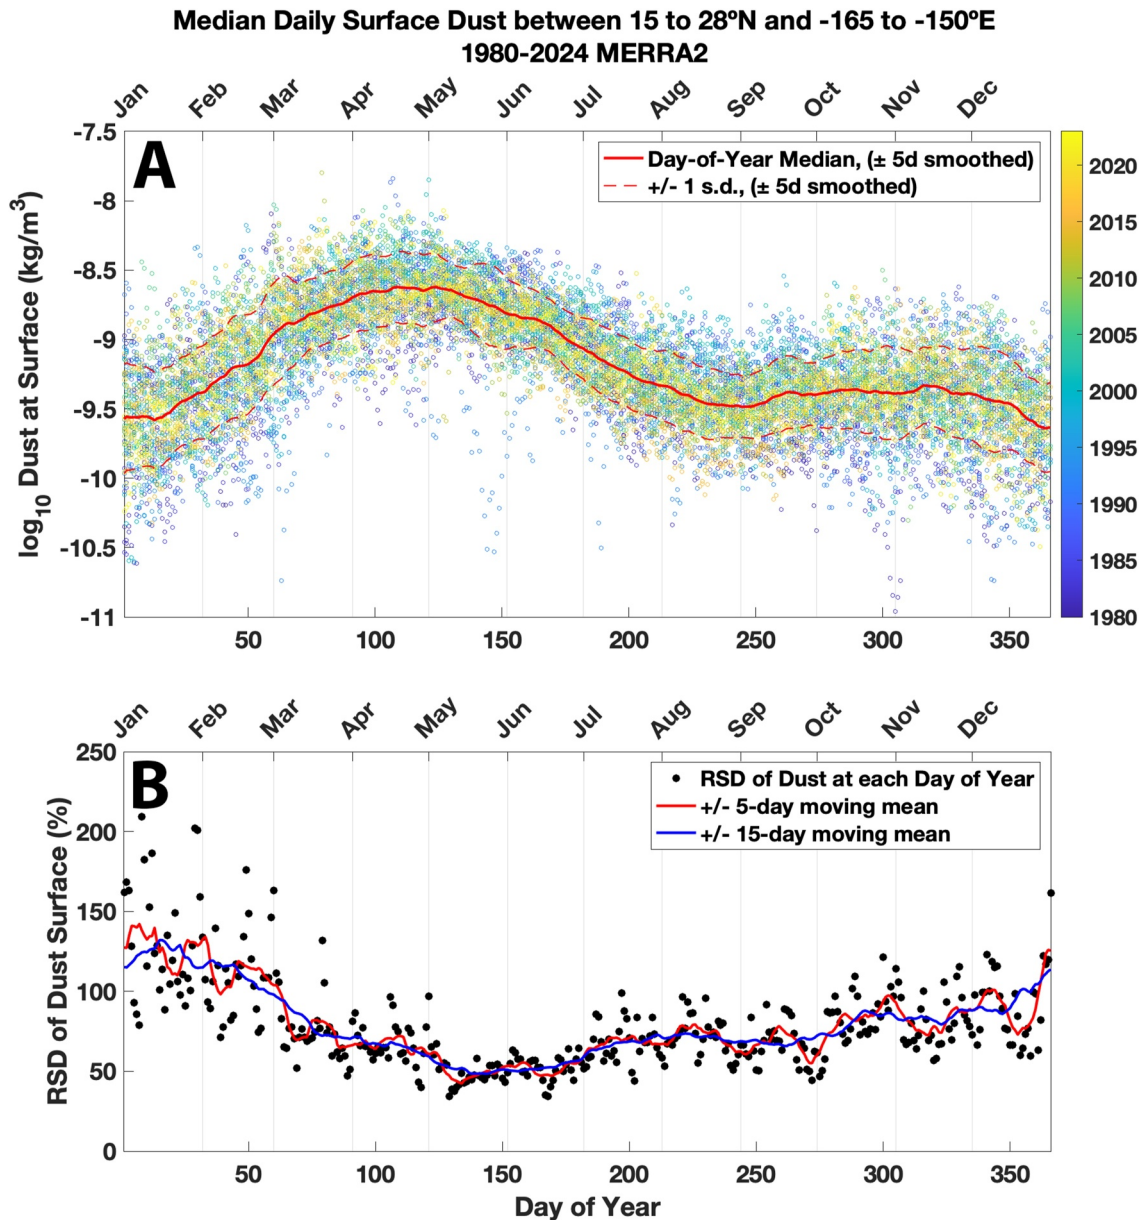 Median Daily Surface Dust between 15 to 28ºN and -165 to -150ºE
1980-2024 MERRA2
Jan Feb Mar Apr May Jun Jul Aug Sep Oct Nov Dec
A
Day-of-Year Median, (± 5d smoothed)
+/- 1 s.d., (± 5d smoothed)
log10 Dust at Surface (kg/m3)
-7.5
-8
-8.5
-9
-9.5
-10
-10.5
-11
50 100 150 200 250 300 350
2020
2015
2010
2005
2000
1995
1990
1985
1980
Jan Feb Mar Apr May Jun Jul Aug Sep Oct Nov Dec
B
RSD of Dust at each Day of Year
+/- 5-day moving mean
+/- 15-day moving mean
RSD of Dust Surface (%)
250
200
150
100
50
0
50 100 150 200 250 300 350
Day of Year